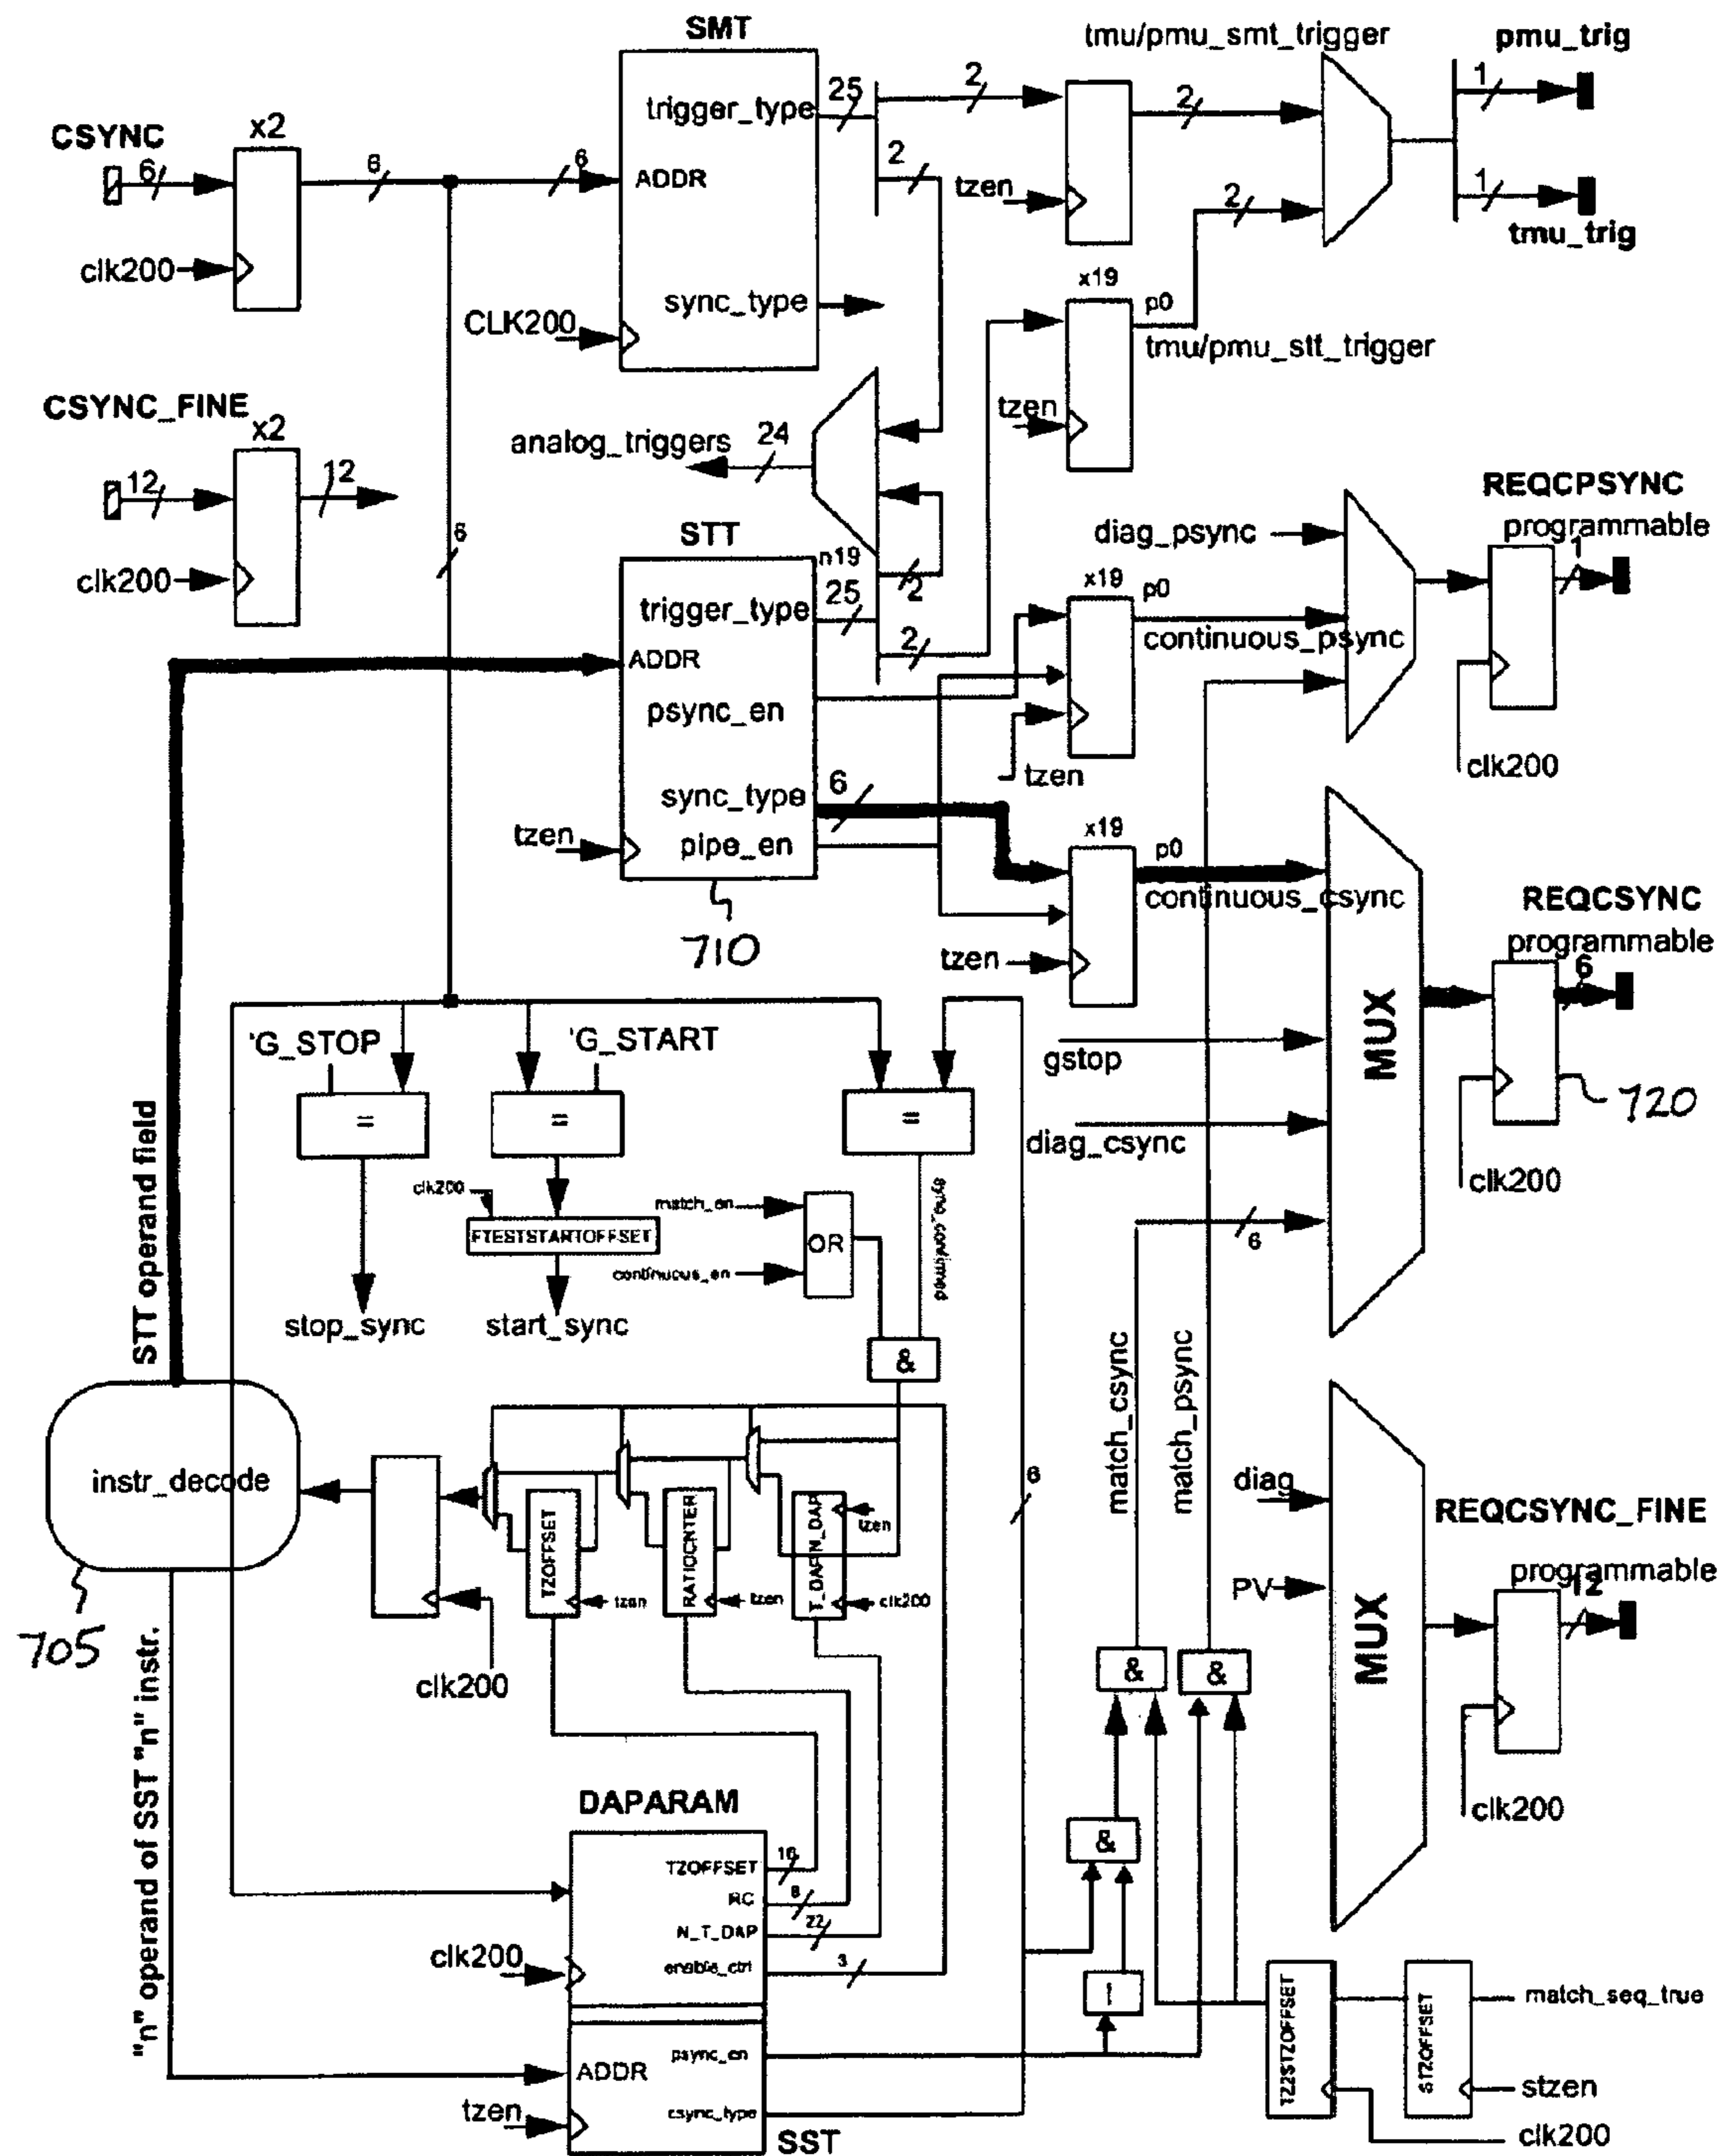 SMT
tmu/pmu_smt_trigger
pmu_trig
trigger_type
25
2
2
1
CSYNC
x2
6
6
6
ADDR
2
tzen
2
1
tmu_trig
clk200
sync_type
CLK200
x19
p0
tmu/pmu_stt_trigger
CSYNC_FINE
x2
tzen
analog_triggers
24
12
12
REQCPSYNC
programmable
1
diag_psync
6
STT
n19
clk200
2
x19
p0
trigger_type
25
continuous_psync
2
ADDR
psync_en
tzen
clk200
sync_type
6
x19
p0
tzen
pipe_en
continuous_csync
REQCSYNC
programmable
6
710
tzen
'G_STOP
'G_START
gstop
MUX
=
=
=
720
diag_csync
clk200
STT operand field
clk200
match_en
FTESTSTARTOFFSET
OR
6
continuous_en
sync_confirmed
stop_sync
start_sync
&
match_csync
match_psync
instr_decode
6
diag
REQCSYNC_FINE
TZOFFSET
RATIOCNTER
tzen
programmable
12
PV
tzen
tzen
clk200
MUX
705
clk200
&
&
"n" operand of SST "n" instr.
DAPARAM
clk200
TZOFFSET
16
&
RC
8
N_T_DAP
22
clk200
enable_ctrl
3
TZ2STZOFFSET
STZOFFSET
match_seq_true
psync_en
ADDR
stzen
tzen
csync_type
SST
clk200